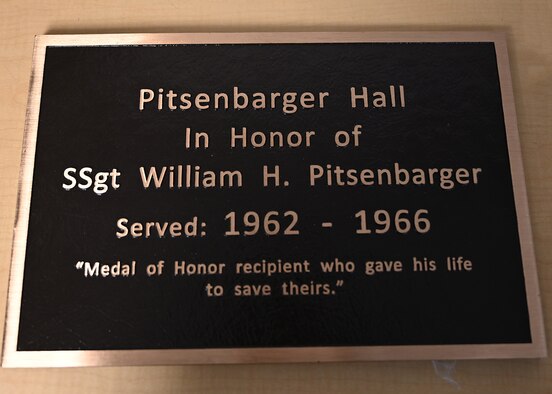 Pitsenbarger Hall
In Honor of
SSgt William H. Pitsenbarger
Served: 1962 - 1966
“Medal of Honor recipient who gave his life
to save theirs.”